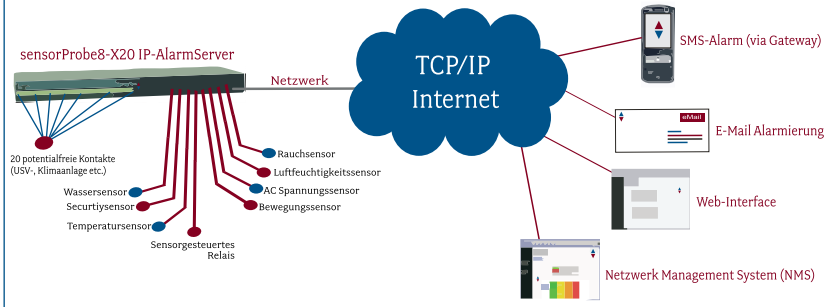 sensorProbe8-X20 IP-AlarmServer
Netzwerk
TCP/IP
Internet
SMS-Alarm (via Gateway)
eMail
E-Mail Alarmierung
Web-Interface
Netzwerk Management System (NMS)
20 potentialfreie Kontakte
(USV-, Klimaanlage etc.)
Wassersensor
Securtiysensor
Temperatursensor
Sensorgesteuertes
Relais
Rauchsensor
Luftfeuchtigkeitssensor
AC Spannungssensor
Bewegungssensor